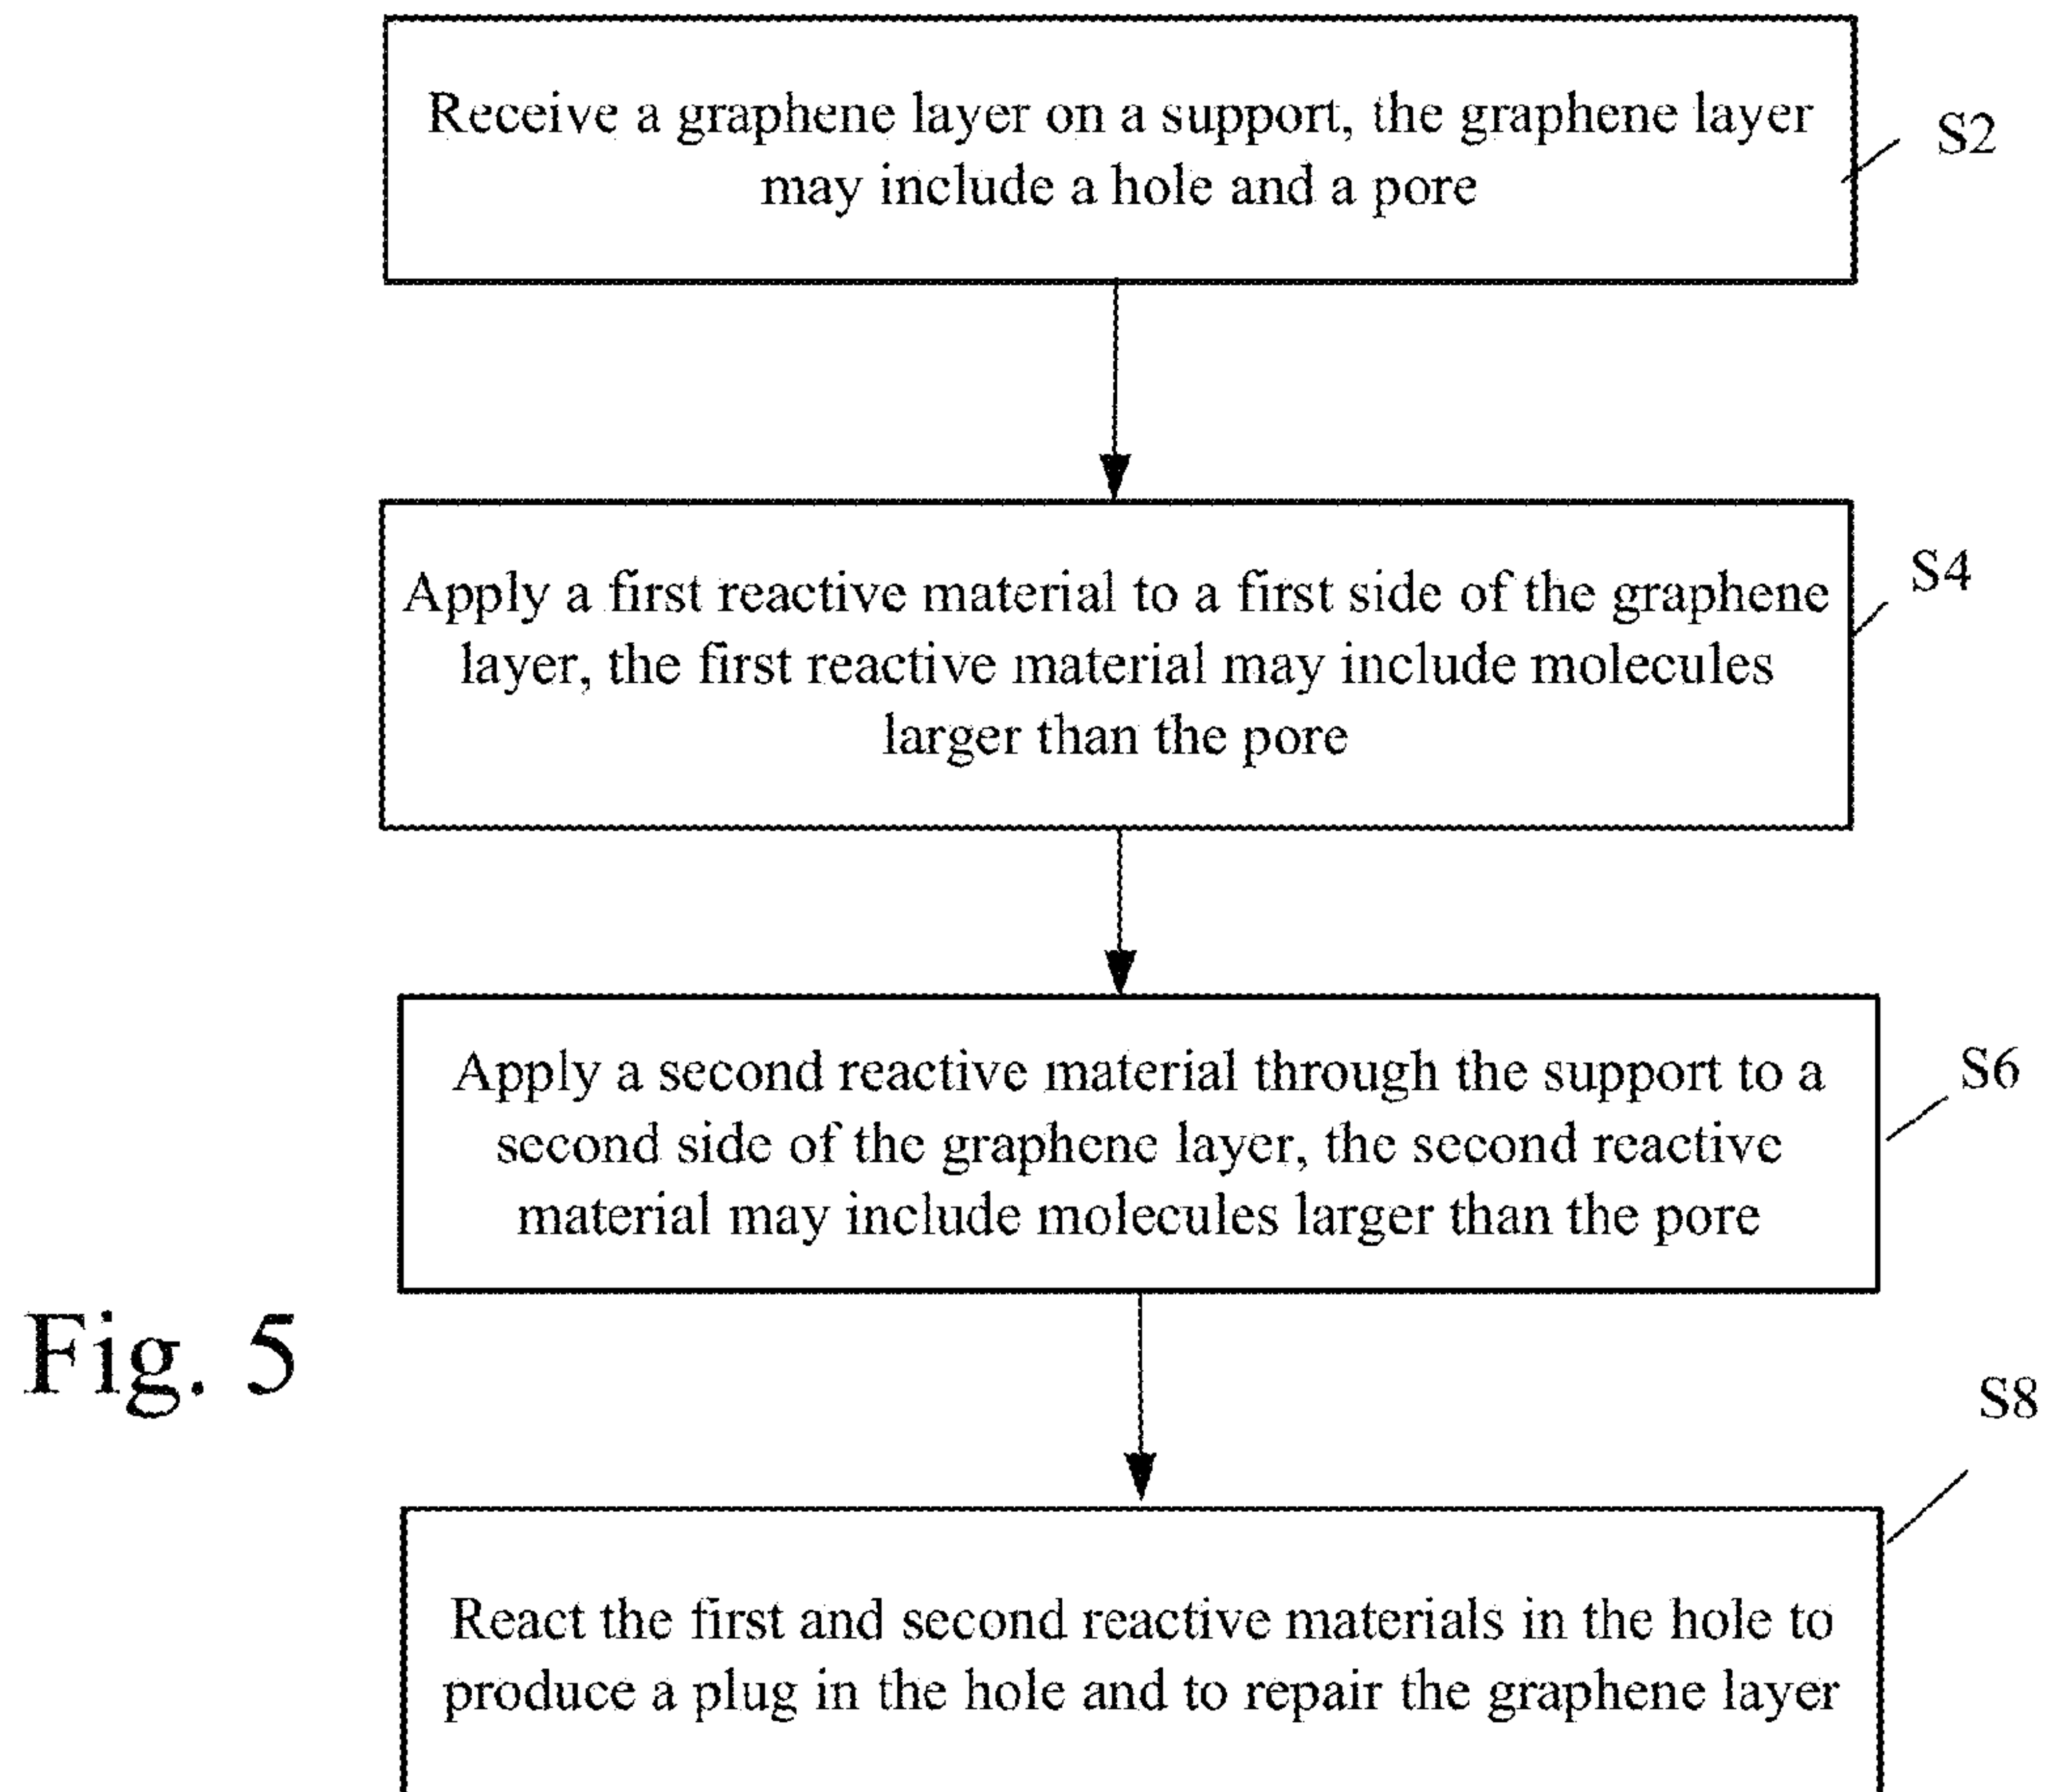 Receive a graphene layer on a support, the graphene layer
may include a hole and a pore
S2
Apply a first reactive material to a first side of the graphene
layer, the first reactive material may include molecules
larger than the pore
S4
Apply a second reactive material through the support to a
second side of the graphene layer, the second reactive
material may include molecules larger than the pore
S6
Fig. 5
React the first and second reactive materials in the hole to
produce a plug in the hole and to repair the graphene layer
S8